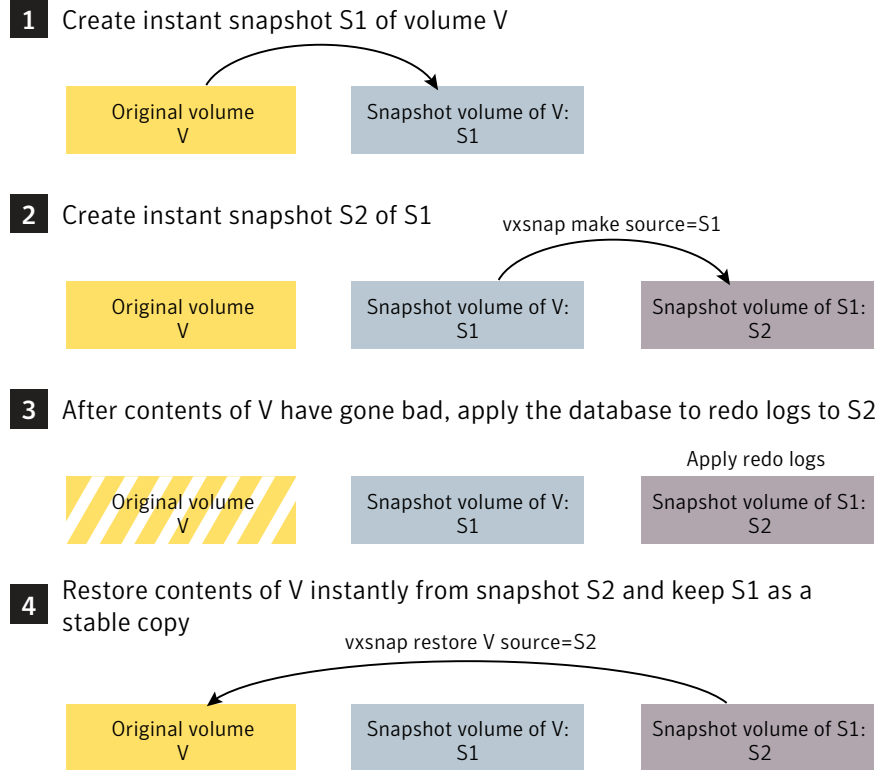 1 Create instant snapshot S1 of volume V
Original volume
V
Snapshot volume of V:
S1
2 Create instant snapshot S2 of S1
vxsnap make source=S1
Original volume
V
Snapshot volume of V:
S1
Snapshot volume of S1:
S2
3 After contents of V have gone bad, apply the database to redo logs to S2
Apply redo logs
Original volume
V
Snapshot volume of V:
S1
Snapshot volume of S1:
S2
4 Restore contents of V instantly from snapshot S2 and keep S1 as a
stable copy
vxsnap restore V source=S2
Original volume
V
Snapshot volume of V:
S1
Snapshot volume of S1:
S2